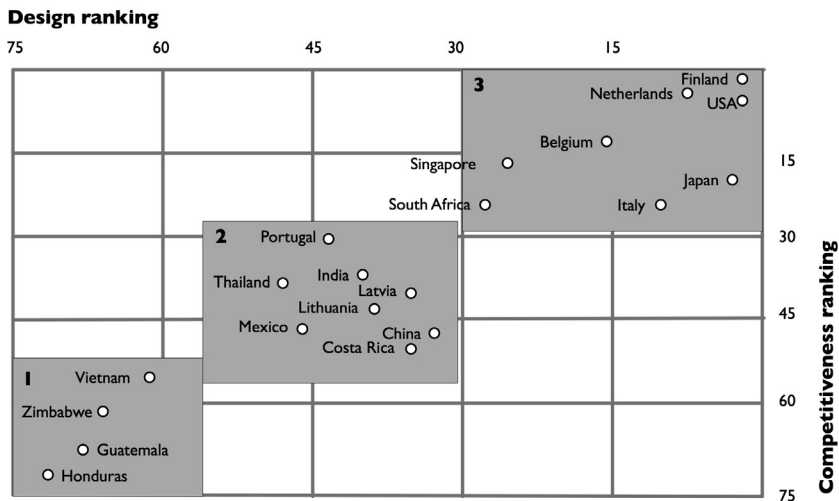 Design ranking
75 60 45 30 15
3
Finland
Netherlands
USA
Belgium
15
Singapore
Japan
South Africa
Italy
2
Portugal
30
India
Thailand
Latvia
Lithuania
45
Mexico
China
Costa Rica
1
Vietnam
60
Zimbabwe
Guatemala
Honduras
75
Competitiveness ranking